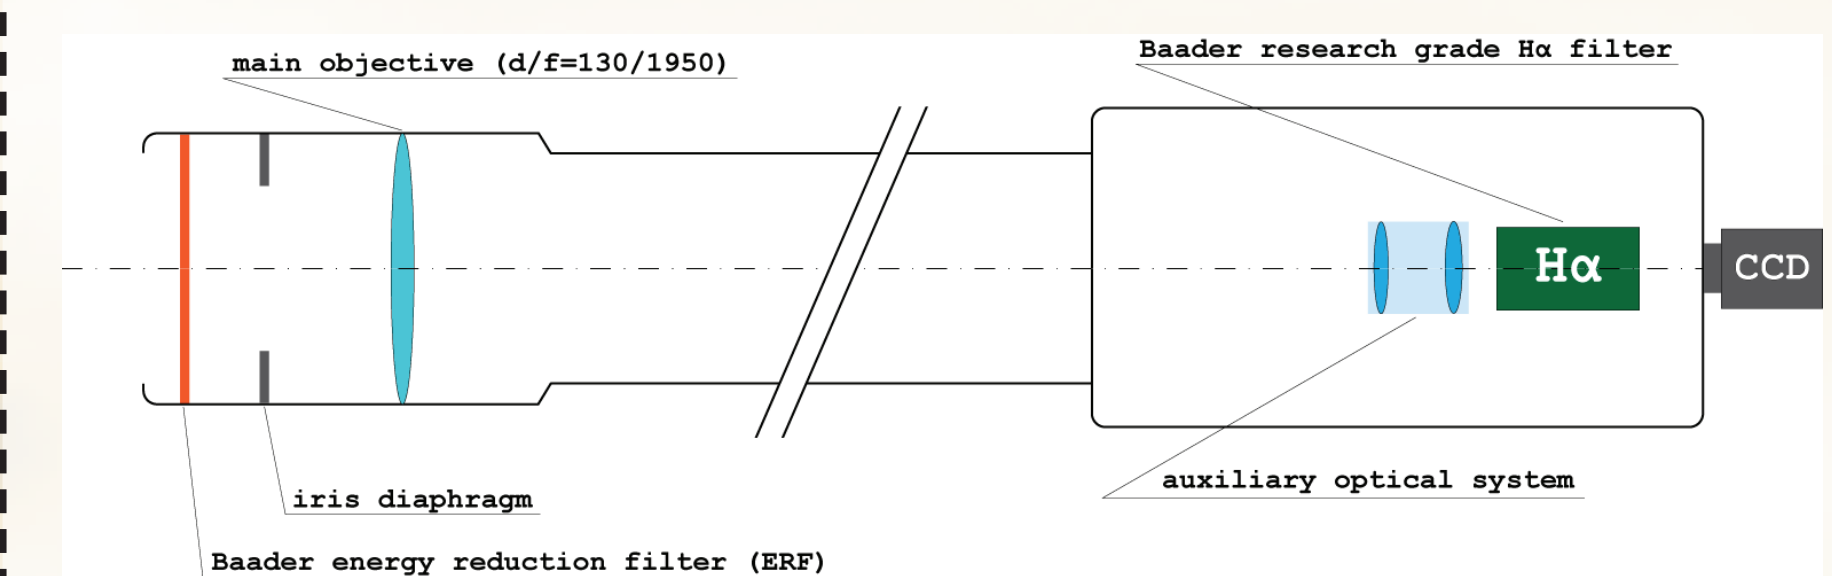 main objective (d/f=130/1950)
Baader research grade Hα filter
Hα
CCD
auxiliary optical system
iris diaphragm
Baader energy reduction filter (ERF)